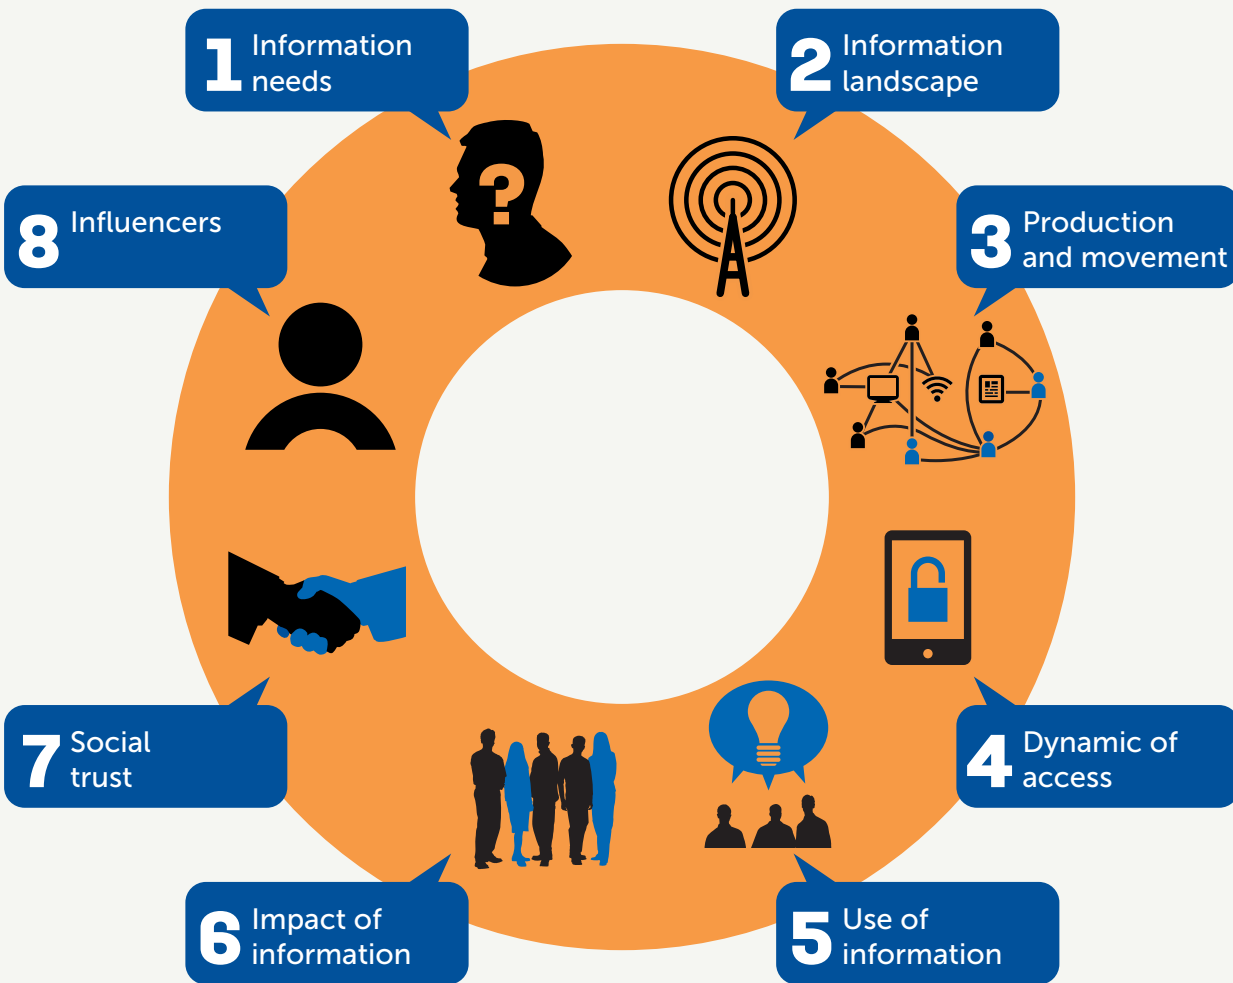 1 Information
needs
2 Information
landscape
3 Production
and movement
4 Dynamic of
access
5 Use of
information
6 Impact of
information
7 Social
trust
8 Influencers
?